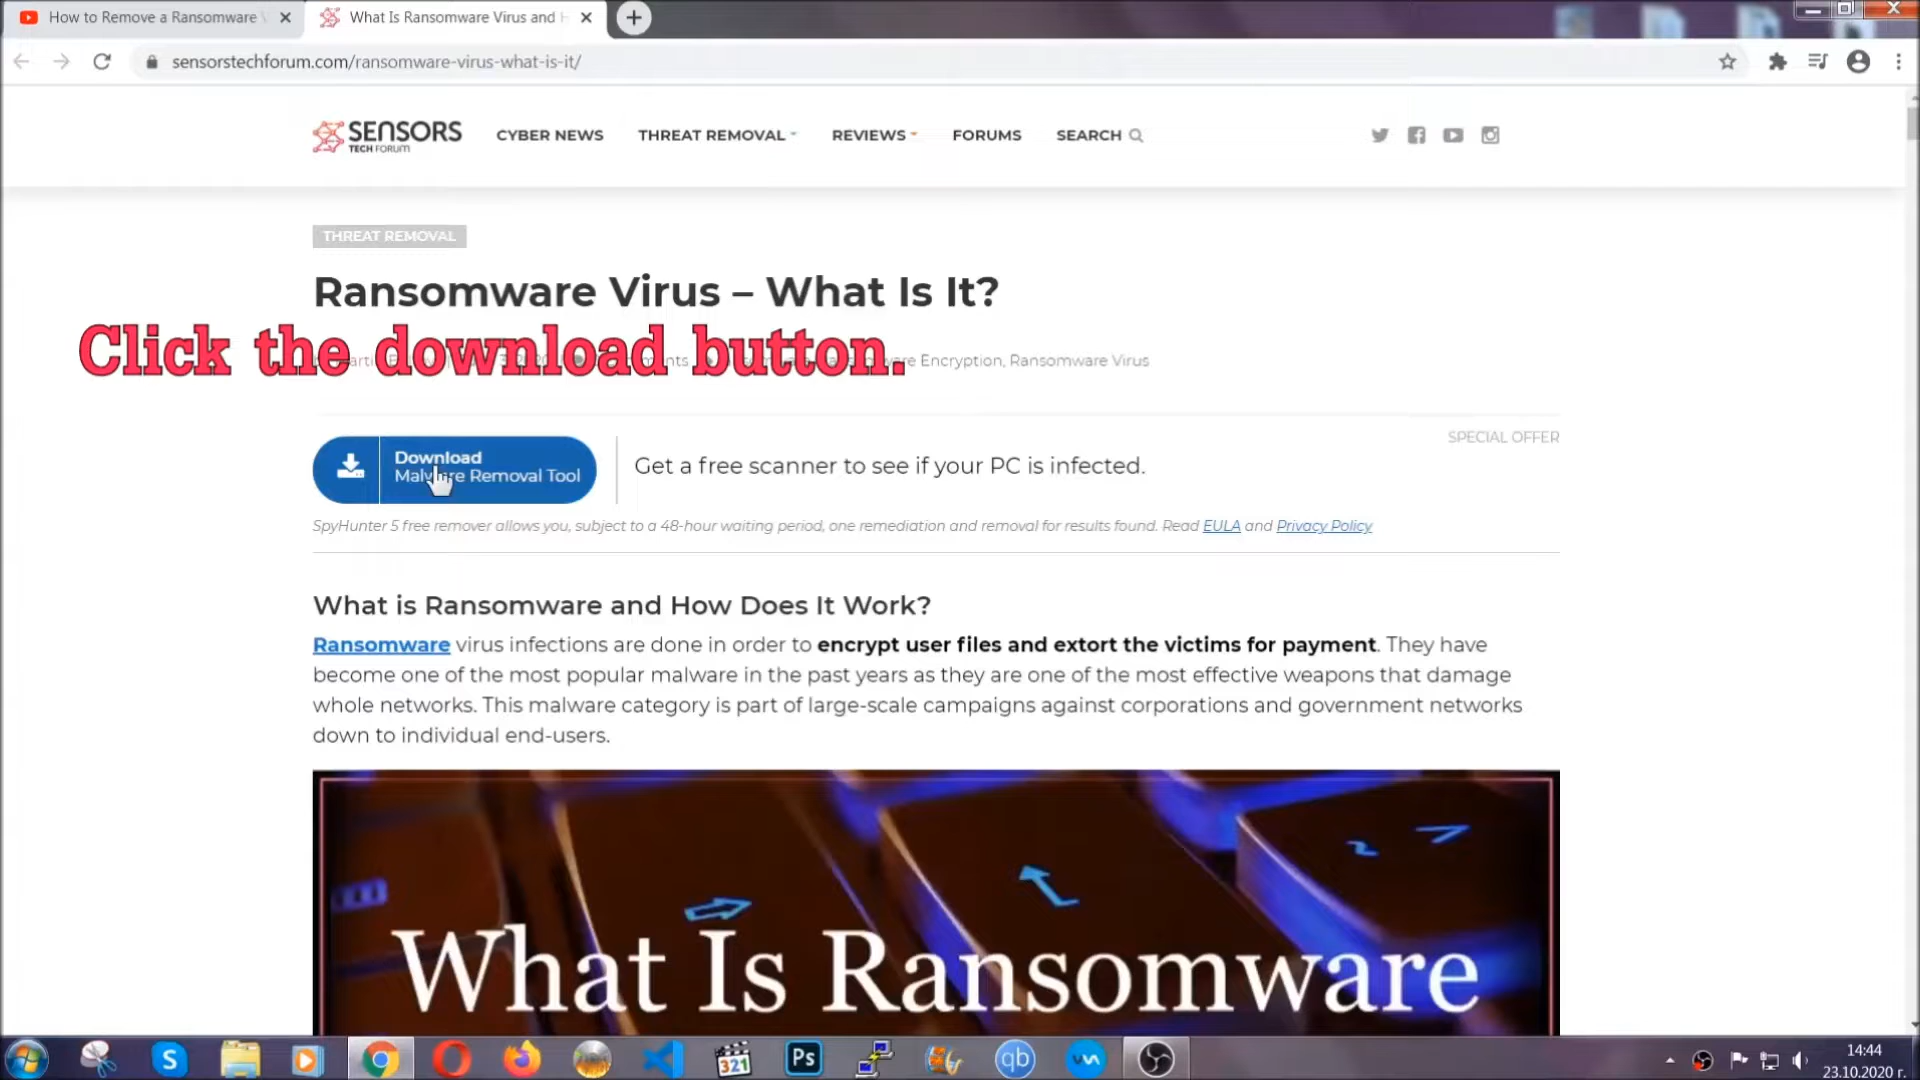 How to Remove a Ransomware V
What Is Ransomware Virus and H
sensorstechforum.com/ransomware-virus-what-is-it/
SENSORS
TECH FORUM
CYBER NEWS
THREAT REMOVAL
REVIEWS
FORUMS
SEARCH
THREAT REMOVAL
Ransomware Virus – What Is It?
Click the download button.
Encryption, Ransomware Virus
Download
Malware Removal Tool
Get a free scanner to see if your PC is infected.
SPECIAL OFFER
SpyHunter 5 free remover allows you, subject to a 48-hour waiting period, one remediation and removal for results found. Read EULA and Privacy Policy
What is Ransomware and How Does It Work?
Ransomware virus infections are done in order to encrypt user files and extort the victims for payment. They have
become one of the most popular malware in the past years as they are one of the most effective weapons that damage
whole networks. This malware category is part of large-scale campaigns against corporations and government networks
down to individual end-users.
What Is Ransomware
S
321
Ps
qb
14:44
23.10.2020 г.